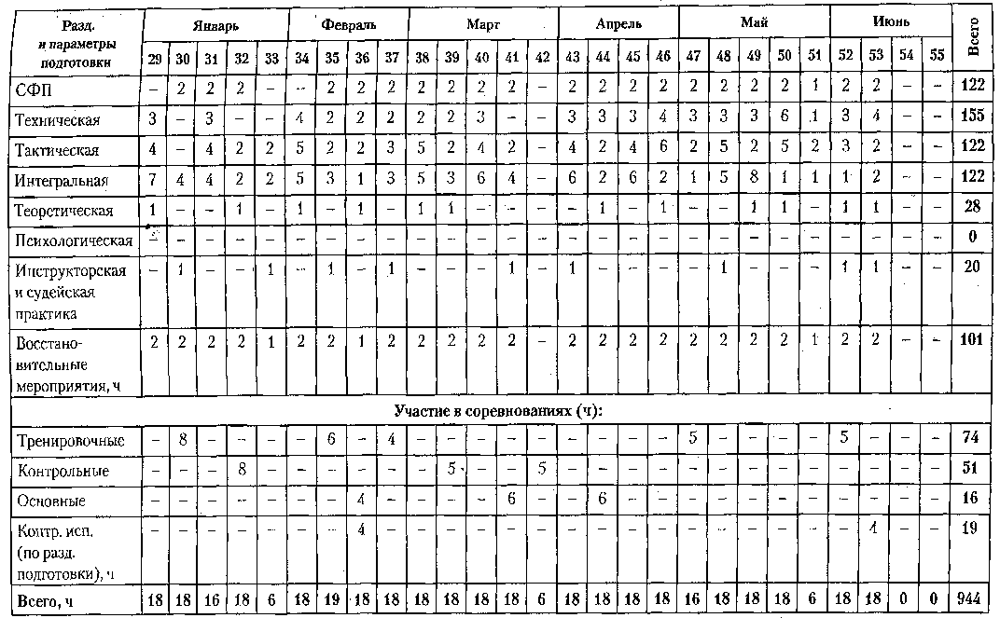 Разд. и параметры подготовки Январь Февраль Март Апрель Май Июнь Всего
29 30 31 32 33 34 35 36 37 38 39 40 41 42 43 44 45 46 47 48 49 50 51 52 53 54 55
СФП – 2 2 2 – – 2 2 2 2 2 2 2 – 2 2 2 2 2 2 2 2 1 2 2 – – 122
Техническая 3 – 3 – – 4 2 2 2 2 2 3 – – 3 3 3 4 3 3 3 6 1 3 4 – – 155
Тактическая 4 – 4 2 2 5 2 2 3 5 2 4 2 – 4 2 4 6 2 5 2 5 2 3 2 – – 122
Интегральная 7 4 4 2 2 5 3 1 3 5 3 6 4 – 6 2 6 2 1 5 8 1 1 1 2 – – 122
Теоретическая 1 – – 1 – 1 – 1 – 1 1 – – – – 1 – 1 – – 1 1 – 1 1 – – 28
Психологическая – – – – – – – – – – – – – – – – – – – – – – – – – – – 0
Инструкторская – 1 – – 1 – 1 – 1 – – – 1 – 1 – – – – 1 – – – 1 1 – – 20
и судейская
практика
Восстано- 2 2 2 2 1 2 2 1 2 2 2 2 2 – 2 2 2 2 2 2 2 2 1 2 2 – – 101
вительные
мероприятия, ч
Участие в соревнованиях (ч):
Тренировочные – 8 – – – – 6 – 4 – – – – – – – – – 5 – – – – 5 – – – 74
Контрольные – – – 8 – – – – – – 5 – – 5 – – – – – – – – – – – – – 51
Основные – – – – – – – 4 – – – – 6 – – 6 – – – – – – – – – – – 16
Контр. исп. – – – – – – – 4 – – – – – – – – – – – – – – – – 4 – – 19
(по разд.
подготовки), ч
Всего, ч 18 18 16 18 6 18 19 18 18 18 18 18 18 6 18 18 18 18 16 18 18 18 6 18 18 0 0 944